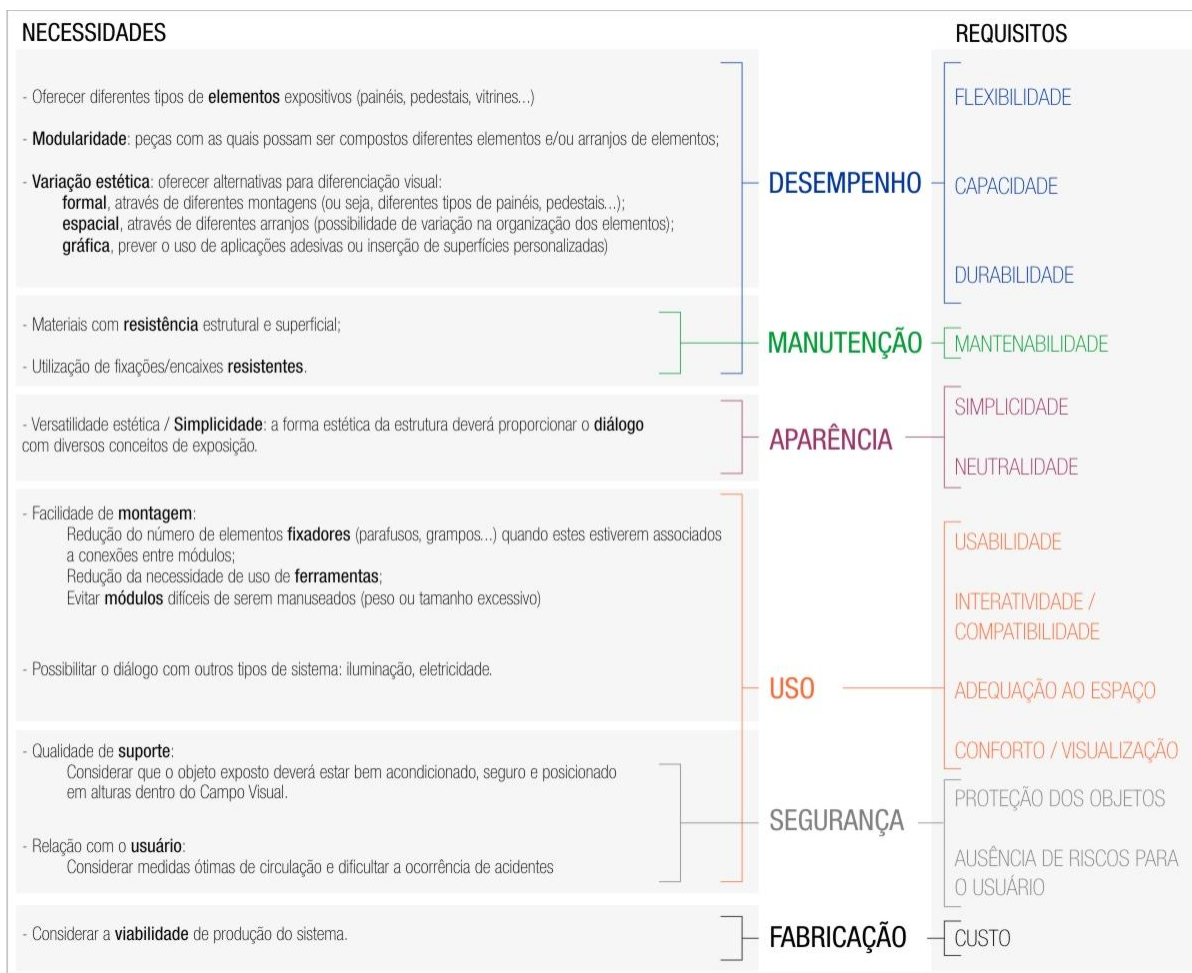 NECESSIDADES
- Oferecer diferentes tipos de elementos expositivos (painéis, pedestais, vitrines...)
- Modularidade: peças com as quais possam ser compostos diferentes elementos e/ou arranjos de elementos;
- Variação estética: oferecer alternativas para diferenciação visual:
formal, através de diferentes montagens (ou seja, diferentes tipos de painéis, pedestais...);
espacial, através de diferentes arranjos (possibilidade de variação na organização dos elementos);
gráfica, prever o uso de aplicações adesivas ou inserção de superfícies personalizadas)
- Materiais com resistência estrutural e superficial;
- Utilização de fixações/encaixes resistentes.
- Versatilidade estética / Simplicidade: a forma estética da estrutura deverá proporcionar o diálogo
com diversos conceitos de exposição.
- Facilidade de montagem:
Redução do número de elementos fixadores (parafusos, grampos...) quando estes estiverem associados
a conexões entre módulos;
Redução da necessidade de uso de ferramentas;
Evitar módulos difíceis de serem manuseados (peso ou tamanho excessivo)
- Possibilitar o diálogo com outros tipos de sistema: iluminação, eletricidade.
- Qualidade de suporte:
Considerar que o objeto exposto deverá estar bem acondicionado, seguro e posicionado
em alturas dentro do Campo Visual.
- Relação com o usuário:
Considerar medidas ótimas de circulação e dificultar a ocorrência de acidentes
- Considerar a viabilidade de produção do sistema.
DESEMPENHO
MANUTENÇÃO
APARÊNCIA
USO
SEGURANÇA
FABRICAÇÃO
REQUISITOS
FLEXIBILIDADE
CAPACIDADE
DURABILIDADE
MANTENABILIDADE
SIMPLICIDADE
NEUTRALIDADE
USABILIDADE
INTERATIVIDADE /
COMPATIBILIDADE
ADEQUAÇÃO AO ESPAÇO
CONFORTO / VISUALIZAÇÃO
PROTEÇÃO DOS OBJETOS
AUSÊNCIA DE RISCOS PARA
O USUÁRIO
CUSTO